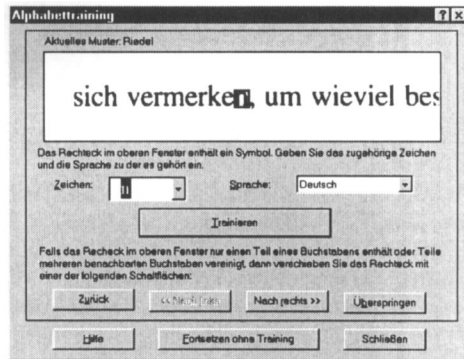 Alphabettraining
Aktuelles Muster: Riedel
sich vermerken, um wieviel bes
Das Rechteck im oberen Fenster enthält ein Symbol. Geben Sie das zugehörige Zeichen
und die Sprache zu der es gehört ein.
Zeichen: n Sprache: Deutsch
Trainieren
Falls das Recheck im oberen Fenster nur einen Teil eines Buchstabens enthält oder Teile
mehreren benachbarten Buchstaben vereinigt, dann verschieben Sie das Rechteck mit
einer der folgenden Schaltflächen:
Zurück << Nach links Nach rechts >> Überspringen
Hilfe Fortsetzen ohne Training Schließen